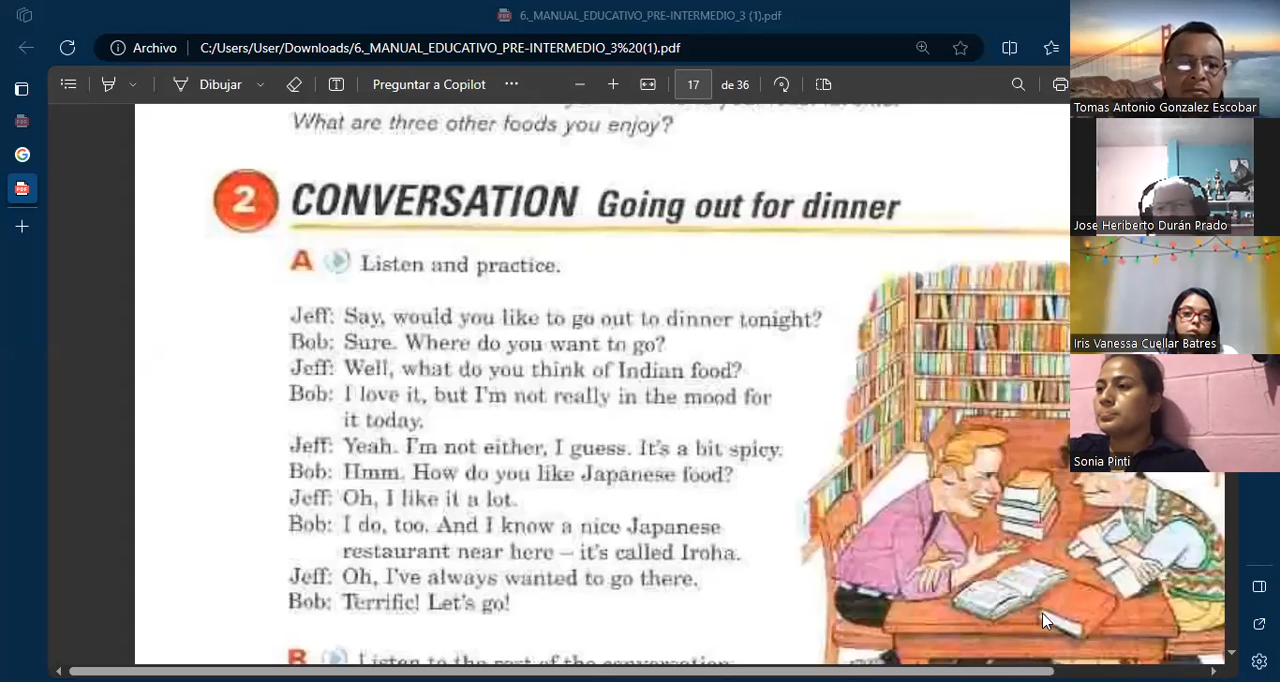 6._MANUAL_EDUCATIVO_PRE-INTERMEDIO_3 (1).pdf
Archivo C:/Users/User/Downloads/6._MANUAL_EDUCATIVO_PRE-INTERMEDIO_3%20(1).pdf
Dibujar Preguntar a Copilot 17 de 36
What are three other foods you enjoy?
2 CONVERSATION Going out for dinner
A Listen and practice.
Jeff: Say, would you like to go out to dinner tonight?
Bob: Sure. Where do you want to go?
Jeff: Well, what do you think of Indian food?
Bob: I love it, but I'm not really in the mood for
it today.
Jeff: Yeah. I'm not either, I guess. It's a bit spicy.
Bob: Hmm. How do you like Japanese food?
Jeff: Oh, I like it a lot.
Bob: I do, too. And I know a nice Japanese
restaurant near here – it's called Iroha.
Jeff: Oh, I've always wanted to go there.
Bob: Terrific! Let's go!
B Listen to the rest of the conversation.
Tomas Antonio Gonzalez Escobar
Jose Heriberto Durán Prado
Iris Vanessa Cuellar Batres
Sonia Pinti